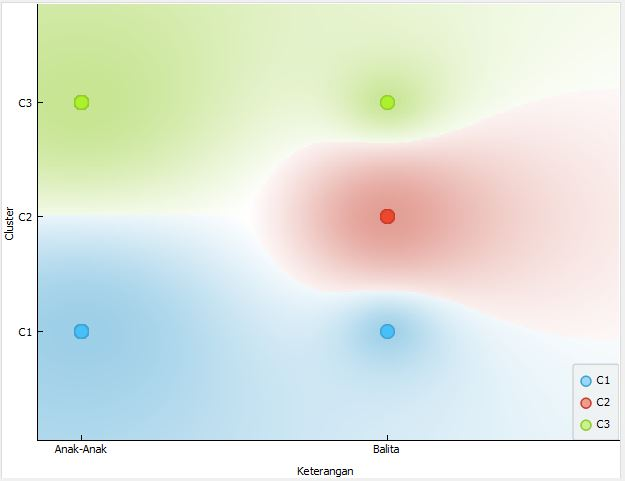 C3
C2
C1
Cluster
Anak-Anak
Balita
Keterangan
C1
C2
C3